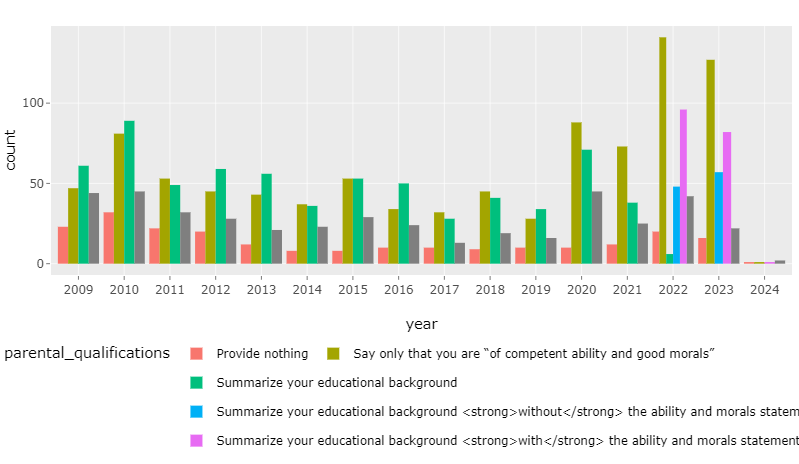 100
50
0
count
2009 2010 2011 2012 2013 2014 2015 2016 2017 2018 2019 2020 2021 2022 2023 2024
year
parental_qualifications
Provide nothing
Say only that you are “of competent ability and good morals”
Summarize your educational background
Summarize your educational background <strong>without</strong> the ability and morals statem
Summarize your educational background <strong>with</strong> the ability and morals statement